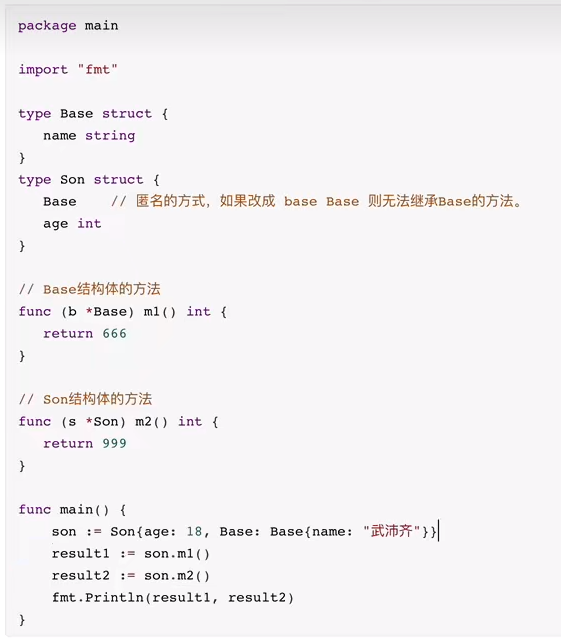 package main
import "fmt"
type Base struct {
name string
}
type Son struct {
Base // 匿名的方式，如果改成 base Base 则无法继承Base的方法。
age int
}
// Base结构体的方法
func (b *Base) m1() int {
return 666
}
// Son结构体的方法
func (s *Son) m2() int {
return 999
}
func main() {
son := Son{age: 18, Base: Base{name: "武沛齐"}}
result1 := son.m1()
result2 := son.m2()
fmt.Println(result1, result2)
}